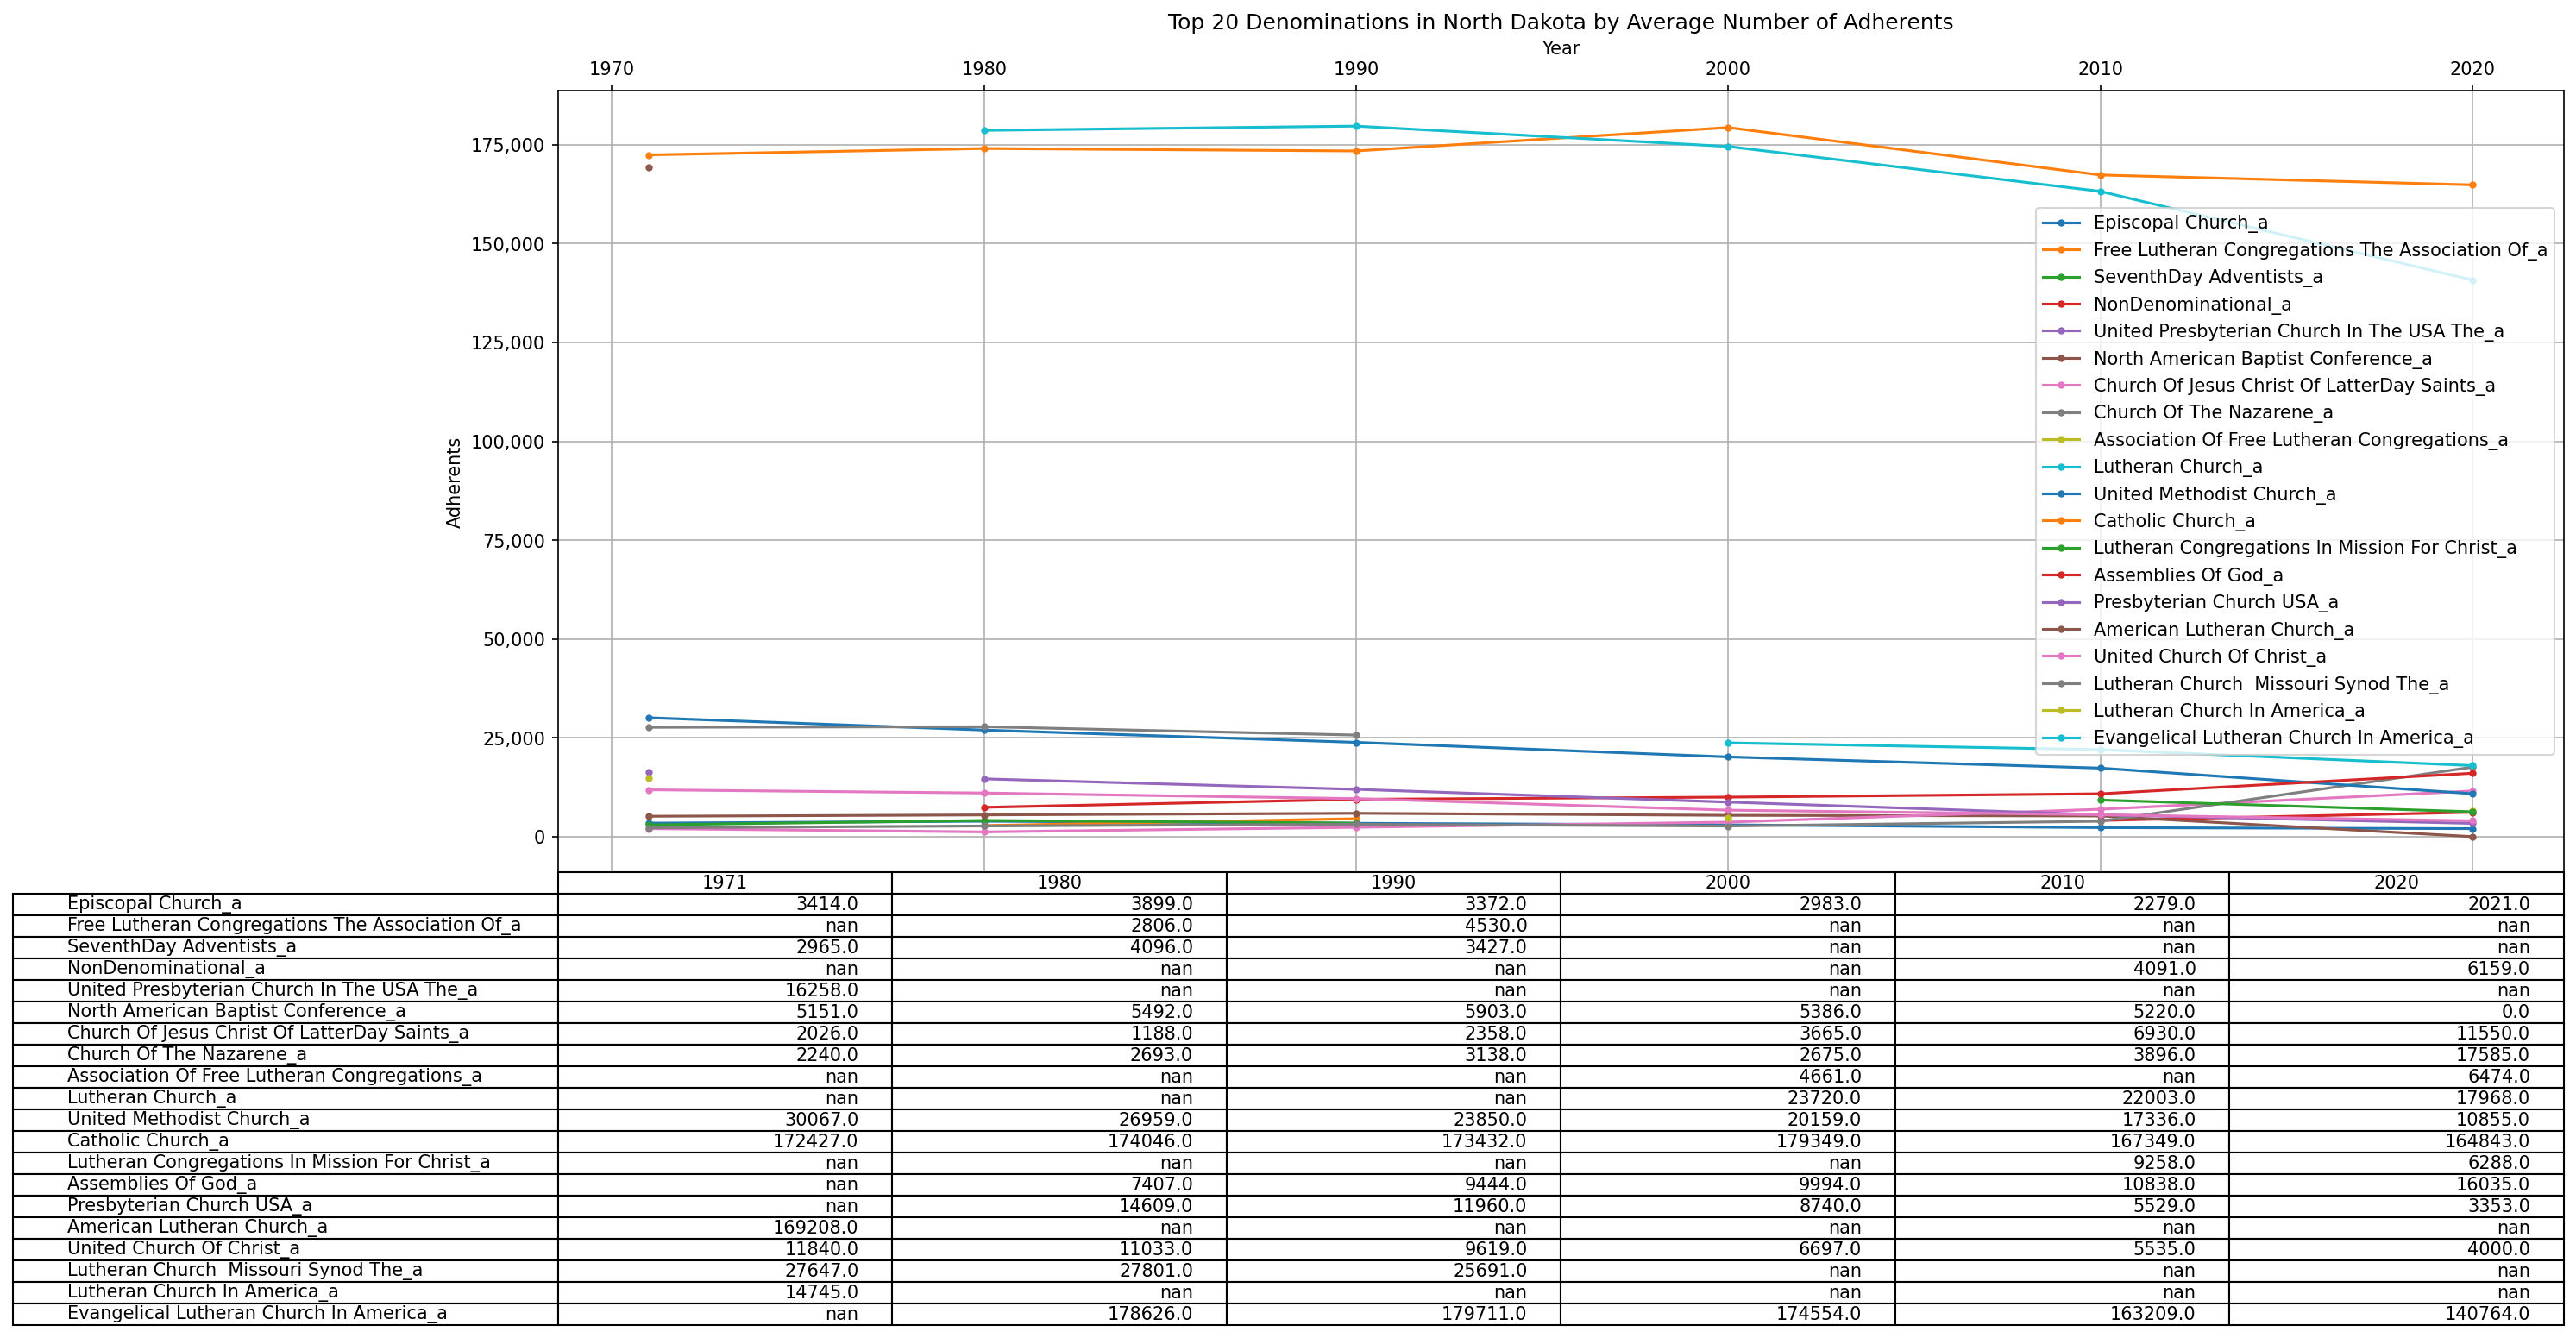 Top 20 Denominations in North Dakota by Average Number of Adherents
Year
1970 1980 1990 2000 2010 2020
175,000
150,000
125,000
100,000
75,000
50,000
25,000
0
Adherents
Episcopal Church_a
Free Lutheran Congregations The Association Of_a
SeventhDay Adventists_a
NonDenominational_a
United Presbyterian Church In The USA The_a
North American Baptist Conference_a
Church Of Jesus Christ Of LatterDay Saints_a
Church Of The Nazarene_a
Association Of Free Lutheran Congregations_a
Lutheran Church_a
United Methodist Church_a
Catholic Church_a
Lutheran Congregations In Mission For Christ_a
Assemblies Of God_a
Presbyterian Church USA_a
American Lutheran Church_a
United Church Of Christ_a
Lutheran Church  Missouri Synod The_a
Lutheran Church In America_a
Evangelical Lutheran Church In America_a
1971 1980 1990 2000 2010 2020
Episcopal Church_a 3414.0 3899.0 3372.0 2983.0 2279.0 2021.0
Free Lutheran Congregations The Association Of_a nan 2806.0 4530.0 nan nan nan
SeventhDay Adventists_a 2965.0 4096.0 3427.0 nan nan nan
NonDenominational_a nan nan nan nan 4091.0 6159.0
United Presbyterian Church In The USA The_a 16258.0 nan nan nan nan nan
North American Baptist Conference_a 5151.0 5492.0 5903.0 5386.0 5220.0 0.0
Church Of Jesus Christ Of LatterDay Saints_a 2026.0 1188.0 2358.0 3665.0 6930.0 11550.0
Church Of The Nazarene_a 2240.0 2693.0 3138.0 2675.0 3896.0 17585.0
Association Of Free Lutheran Congregations_a nan nan nan 4661.0 nan 6474.0
Lutheran Church_a nan nan nan 23720.0 22003.0 17968.0
United Methodist Church_a 30067.0 26959.0 23850.0 20159.0 17336.0 10855.0
Catholic Church_a 172427.0 174046.0 173432.0 179349.0 167349.0 164843.0
Lutheran Congregations In Mission For Christ_a nan nan nan nan 9258.0 6288.0
Assemblies Of God_a nan 7407.0 9444.0 9994.0 10838.0 16035.0
Presbyterian Church USA_a nan 14609.0 11960.0 8740.0 5529.0 3353.0
American Lutheran Church_a 169208.0 nan nan nan nan nan
United Church Of Christ_a 11840.0 11033.0 9619.0 6697.0 5535.0 4000.0
Lutheran Church  Missouri Synod The_a 27647.0 27801.0 25691.0 nan nan nan
Lutheran Church In America_a 14745.0 nan nan nan nan nan
Evangelical Lutheran Church In America_a nan 178626.0 179711.0 174554.0 163209.0 140764.0